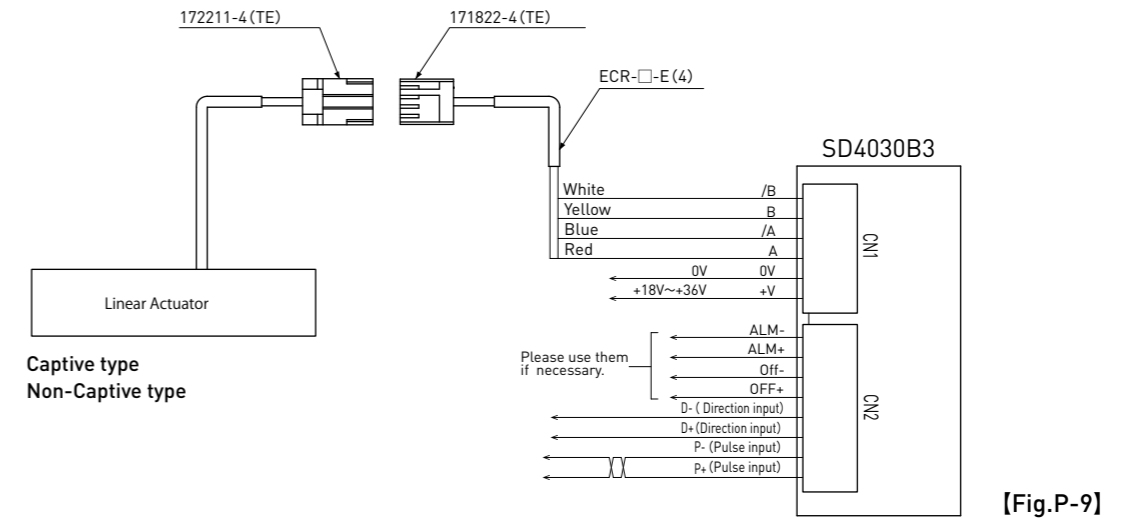 172211-4(TE)
171822-4(TE)
ECR-□-E(4)
SD4030B3
White /B
Yellow B
Blue /A
Red A
0V 0V
+18V～+36V +V
CN1
Linear Actuator
Captive type
Non-Captive type
Please use them
if necessary.
ALM-
ALM+
Off-
OFF+
D- ( Direction input)
D+(Direction input)
P- (Pulse input)
P+(Pulse input)
CN2
【Fig.P-9】